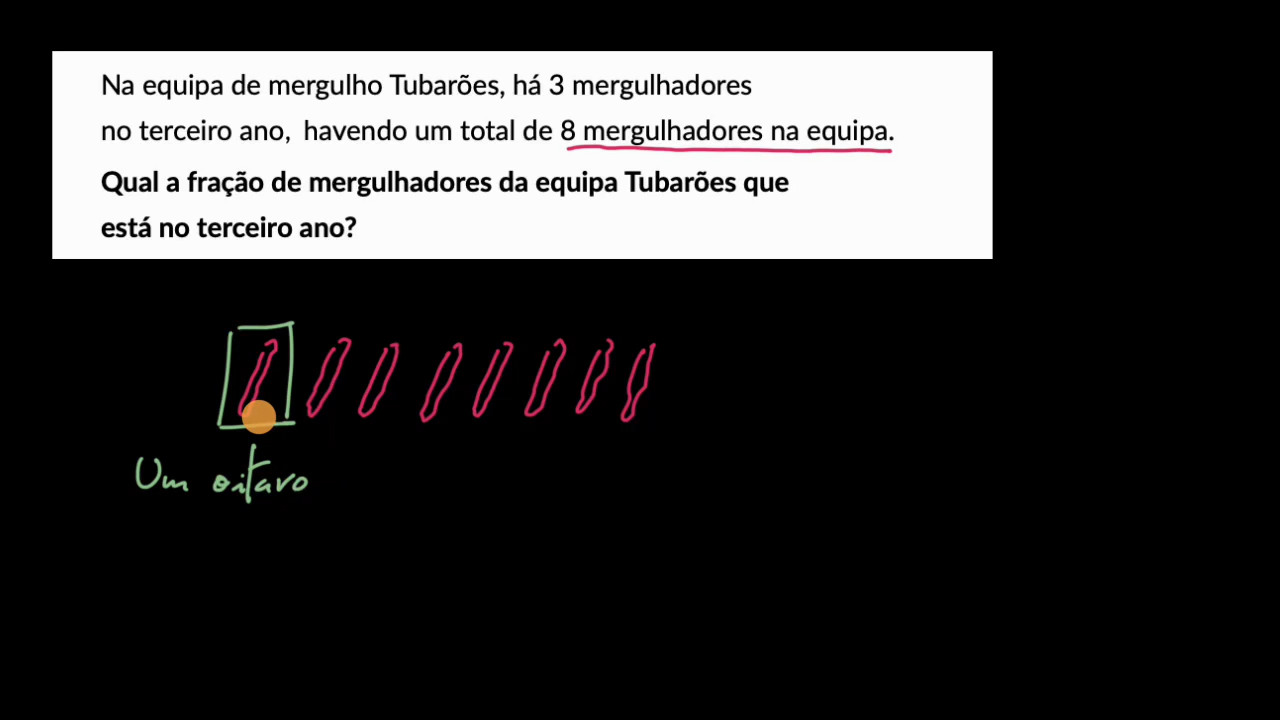 Na equipa de mergulho Tubarões, há 3 mergulhadores
no terceiro ano, havendo um total de 8 mergulhadores na equipa.
Qual a fração de mergulhadores da equipa Tubarões que
está no terceiro ano?
Um oitavo